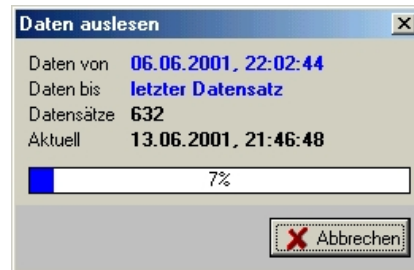 Daten auslesen
Daten von 06.06.2001, 22:02:44
Daten bis letzter Datensatz
Datensätze 632
Aktuell 13.06.2001, 21:46:48
7%
Abbrechen